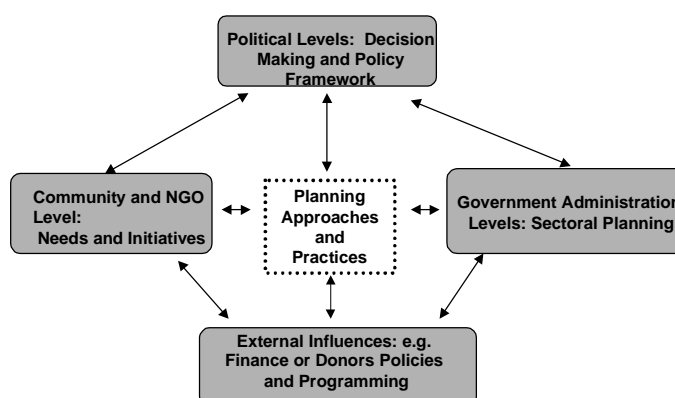 Political Levels:  Decision
Making and Policy
Framework
Community and NGO
Level:
Needs and Initiatives
Planning
Approaches
and
Practices
Government Administration
Levels: Sectoral Planning
External Influences: e.g.
Finance or Donors Policies
and Programming